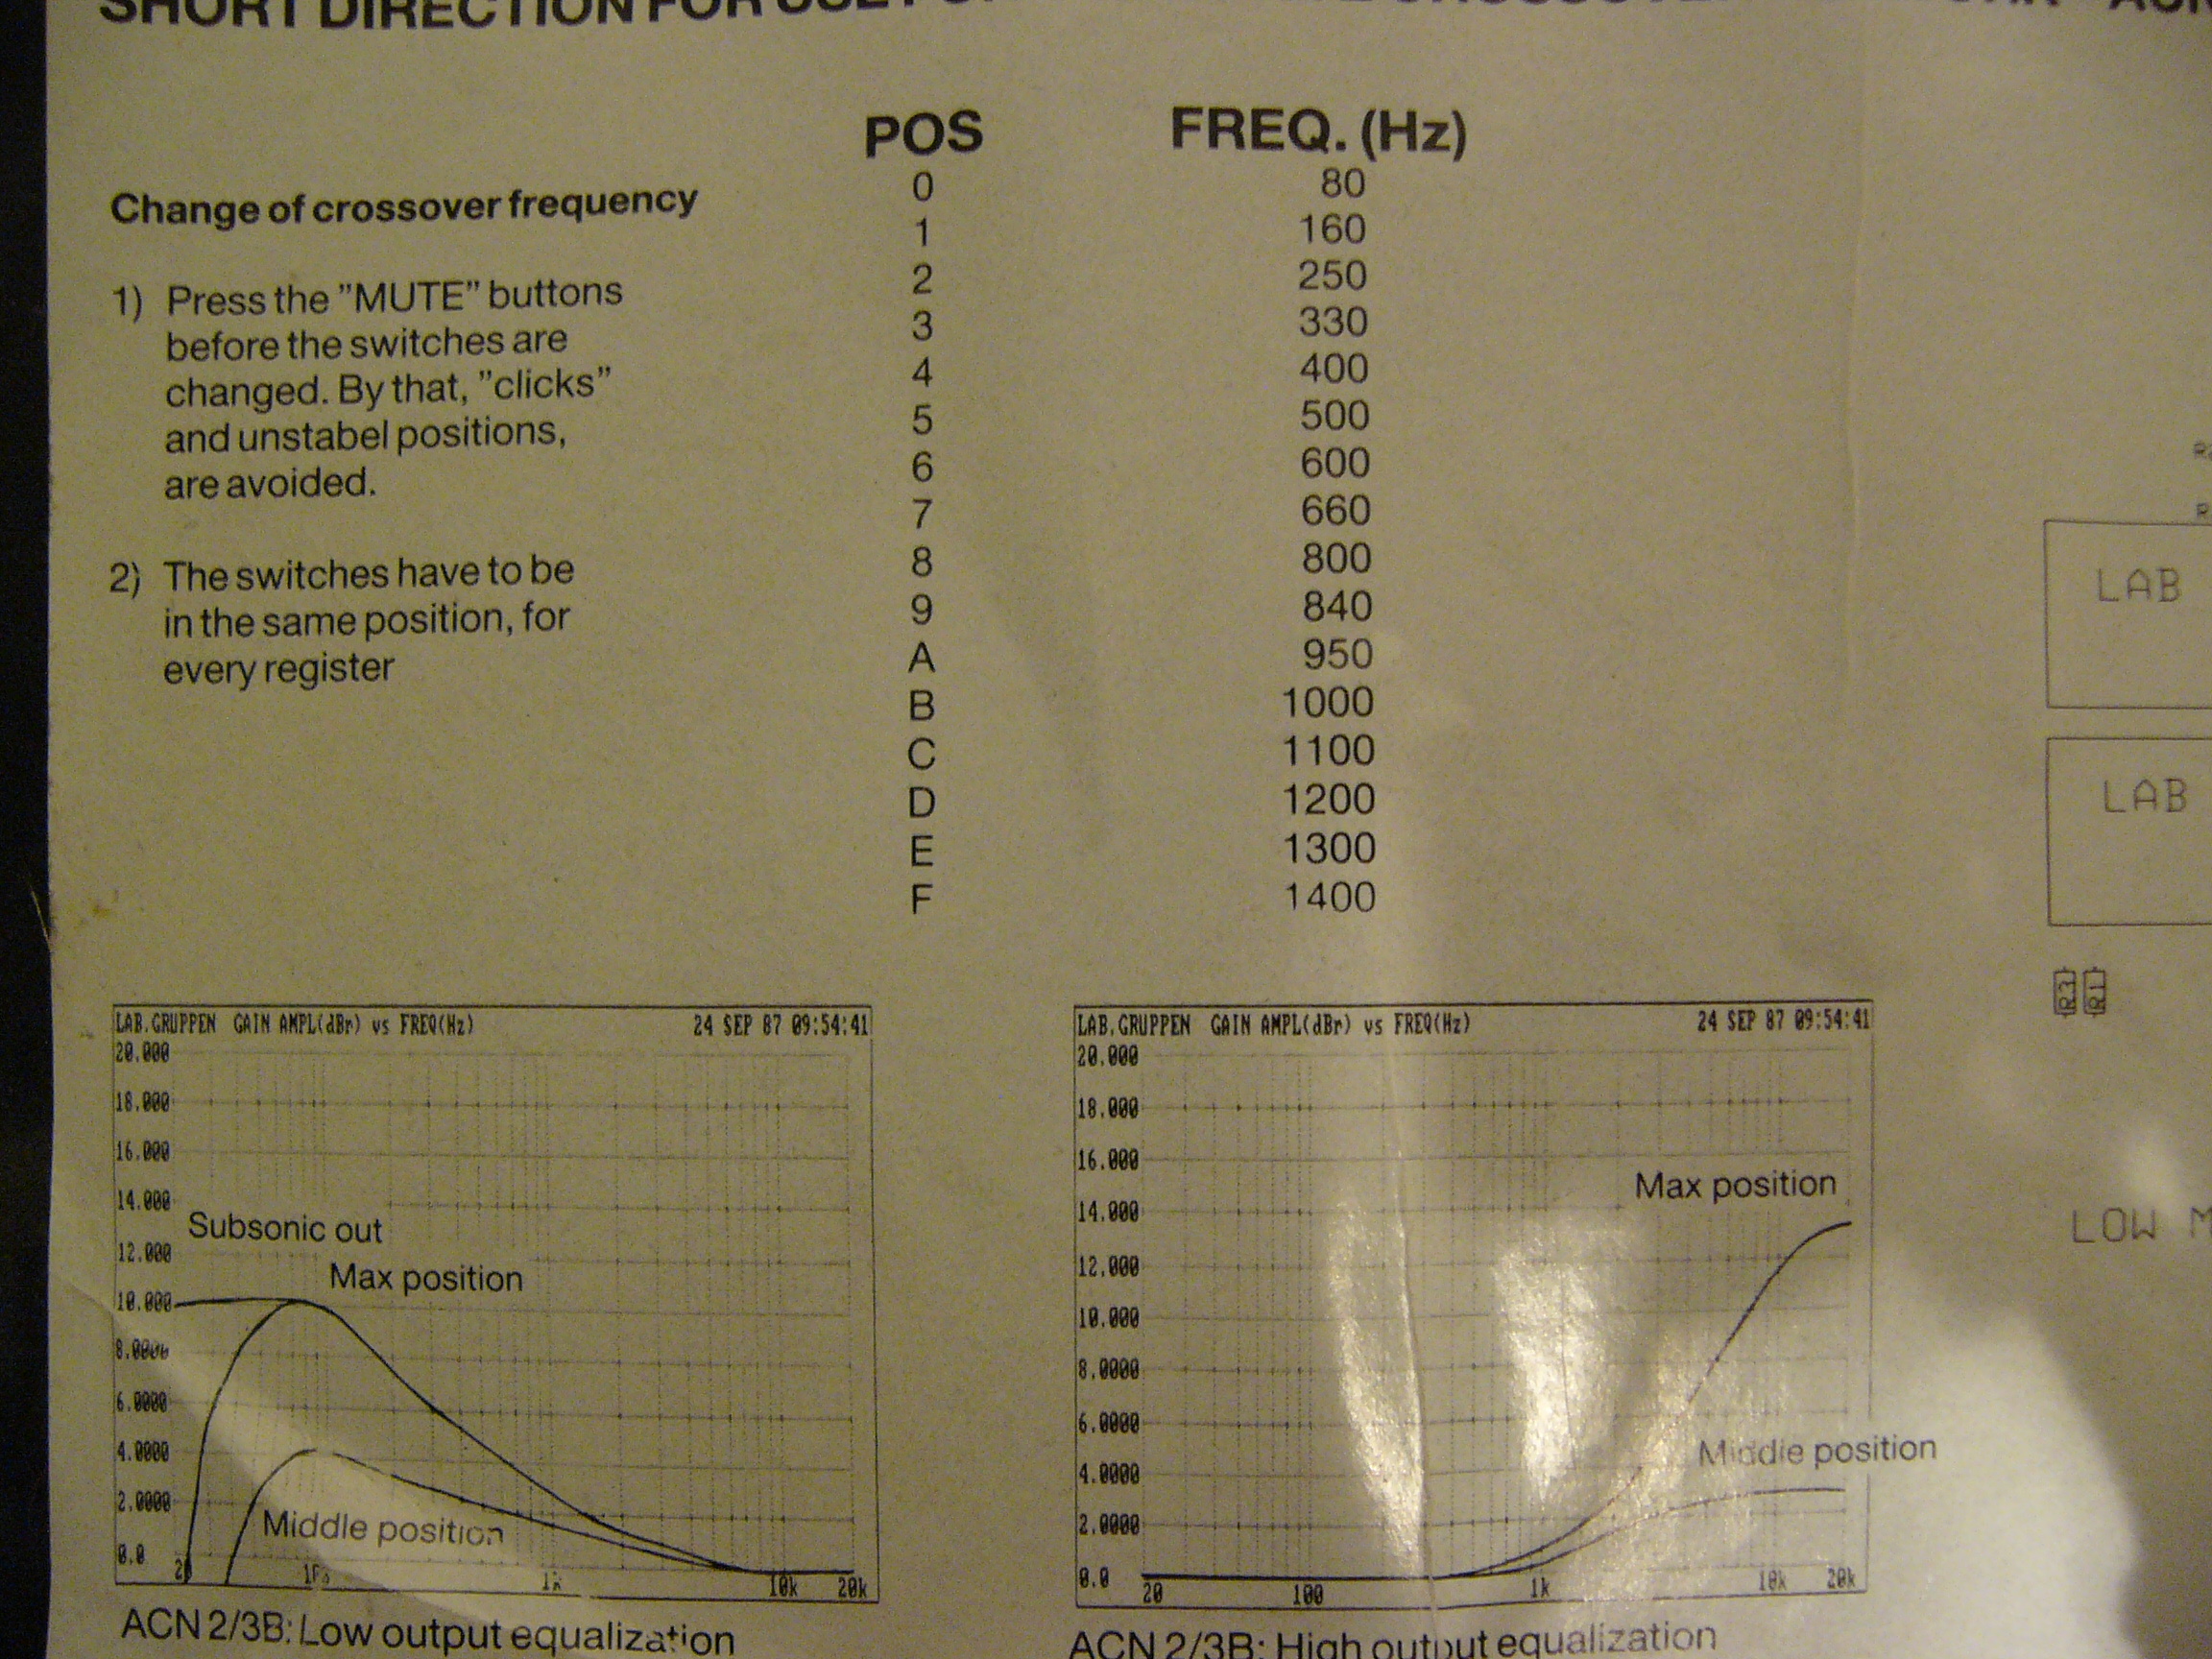 SHORT DIRECTION FOR USE
POS FREQ. (Hz)
0 80
Change of crossover frequency
1 160
2 250
1) Press the "MUTE" buttons
3 330
before the switches are
4 400
changed. By that, "clicks"
5 500
and unstabel positions,
6 600
are avoided.
7 660
8 800
2) The switches have to be
9 840
in the same position, for
A 950
every register
B 1000
C 1100
D 1200
E 1300
F 1400
LAB
LAB
R3 R1
LOW
LAB.GRUPPEN GAIN AMPL(dBr) vs FREQ(Hz) 24 SEP 87 09:54:41
20.000
18.000
16.000
14.000
Subsonic out
12.000
Max position
10.000
6.0000
4.0000
2.0000
Middle position
0.0
10k 20k
ACN 2/3B: Low output equalization
LAB.GRUPPEN GAIN AMPL(dBr) vs FREQ(Hz) 24 SEP 87 09:54:41
20.000
18.000
16.000
Max position
14.000
12.000
10.000
8.0000
6.0000
Middle position
4.0000
2.0000
0.0
20 100 1k 10k 20k
ACN 2/3B: High output equalization